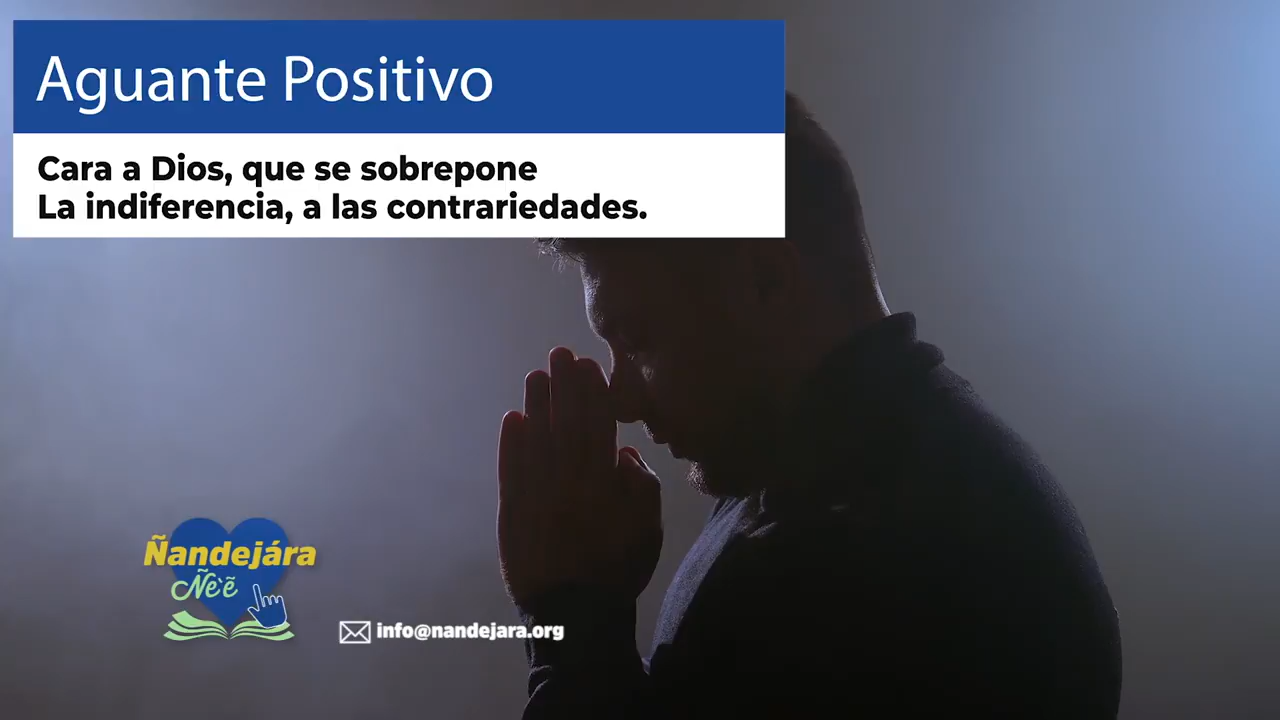 Aguante Positivo
Cara a Dios, que se sobrepone
La indiferencia, a las contrariedades.
Ñandejára
Ñe'ẽ
info@nandejara.org